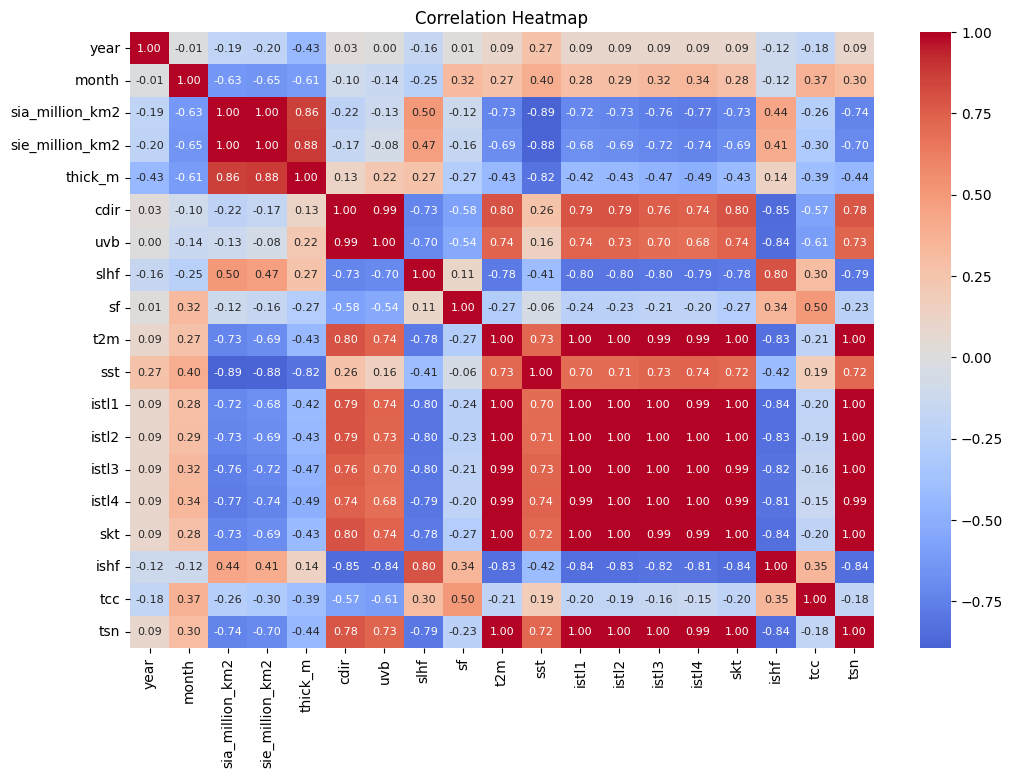 Correlation Heatmap
year 1.00 -0.01 -0.19 -0.20 -0.43 0.03 0.00 -0.16 0.01 0.09 0.27 0.09 0.09 0.09 0.09 0.09 -0.12 -0.18 0.09
month -0.01 1.00 -0.63 -0.65 -0.61 -0.10 -0.14 -0.25 0.32 0.27 0.40 0.28 0.29 0.32 0.34 0.28 -0.12 0.37 0.30
sia_million_km2 -0.19 -0.63 1.00 1.00 0.86 -0.22 -0.13 0.50 -0.12 -0.73 -0.89 -0.72 -0.73 -0.76 -0.77 -0.73 0.44 -0.26 -0.74
sie_million_km2 -0.20 -0.65 1.00 1.00 0.88 -0.17 -0.08 0.47 -0.16 -0.69 -0.88 -0.68 -0.69 -0.72 -0.74 -0.69 0.41 -0.30 -0.70
thick_m -0.43 -0.61 0.86 0.88 1.00 0.13 0.22 0.27 -0.27 -0.43 -0.82 -0.42 -0.43 -0.47 -0.49 -0.43 0.14 -0.39 -0.44
cdir 0.03 -0.10 -0.22 -0.17 0.13 1.00 0.99 -0.73 -0.58 0.80 0.26 0.79 0.79 0.76 0.74 0.80 -0.85 -0.57 0.78
uvb 0.00 -0.14 -0.13 -0.08 0.22 0.99 1.00 -0.70 -0.54 0.74 0.16 0.74 0.73 0.70 0.68 0.74 -0.84 -0.61 0.73
slhf -0.16 -0.25 0.50 0.47 0.27 -0.73 -0.70 1.00 0.11 -0.78 -0.41 -0.80 -0.80 -0.80 -0.79 -0.78 0.80 0.30 -0.79
sf 0.01 0.32 -0.12 -0.16 -0.27 -0.58 -0.54 0.11 1.00 -0.27 -0.06 -0.24 -0.23 -0.21 -0.20 -0.27 0.34 0.50 -0.23
t2m 0.09 0.27 -0.73 -0.69 -0.43 0.80 0.74 -0.78 -0.27 1.00 0.73 1.00 1.00 0.99 0.99 1.00 -0.83 -0.21 1.00
sst 0.27 0.40 -0.89 -0.88 -0.82 0.26 0.16 -0.41 -0.06 0.73 1.00 0.70 0.71 0.73 0.74 0.72 -0.42 0.19 0.72
istl1 0.09 0.28 -0.72 -0.68 -0.42 0.79 0.74 -0.80 -0.24 1.00 0.70 1.00 1.00 1.00 0.99 1.00 -0.84 -0.20 1.00
istl2 0.09 0.29 -0.73 -0.69 -0.43 0.79 0.73 -0.80 -0.23 1.00 0.71 1.00 1.00 1.00 1.00 1.00 -0.83 -0.19 1.00
istl3 0.09 0.32 -0.76 -0.72 -0.47 0.76 0.70 -0.80 -0.21 0.99 0.73 1.00 1.00 1.00 1.00 0.99 -0.82 -0.16 1.00
istl4 0.09 0.34 -0.77 -0.74 -0.49 0.74 0.68 -0.79 -0.20 0.99 0.74 0.99 1.00 1.00 1.00 0.99 -0.81 -0.15 0.99
skt 0.09 0.28 -0.73 -0.69 -0.43 0.80 0.74 -0.78 -0.27 1.00 0.72 1.00 1.00 0.99 0.99 1.00 -0.84 -0.20 1.00
ishf -0.12 -0.12 0.44 0.41 0.14 -0.85 -0.84 0.80 0.34 -0.83 -0.42 -0.84 -0.83 -0.82 -0.81 -0.84 1.00 0.35 -0.84
tcc -0.18 0.37 -0.26 -0.30 -0.39 -0.57 -0.61 0.30 0.50 -0.21 0.19 -0.20 -0.19 -0.16 -0.15 -0.20 0.35 1.00 -0.18
tsn 0.09 0.30 -0.74 -0.70 -0.44 0.78 0.73 -0.79 -0.23 1.00 0.72 1.00 1.00 1.00 0.99 1.00 -0.84 -0.18 1.00
year month sia_million_km2 sie_million_km2 thick_m cdir uvb slhf sf t2m sst istl1 istl2 istl3 istl4 skt ishf tcc tsn
1.00
0.75
0.50
0.25
0.00
-0.25
-0.50
-0.75